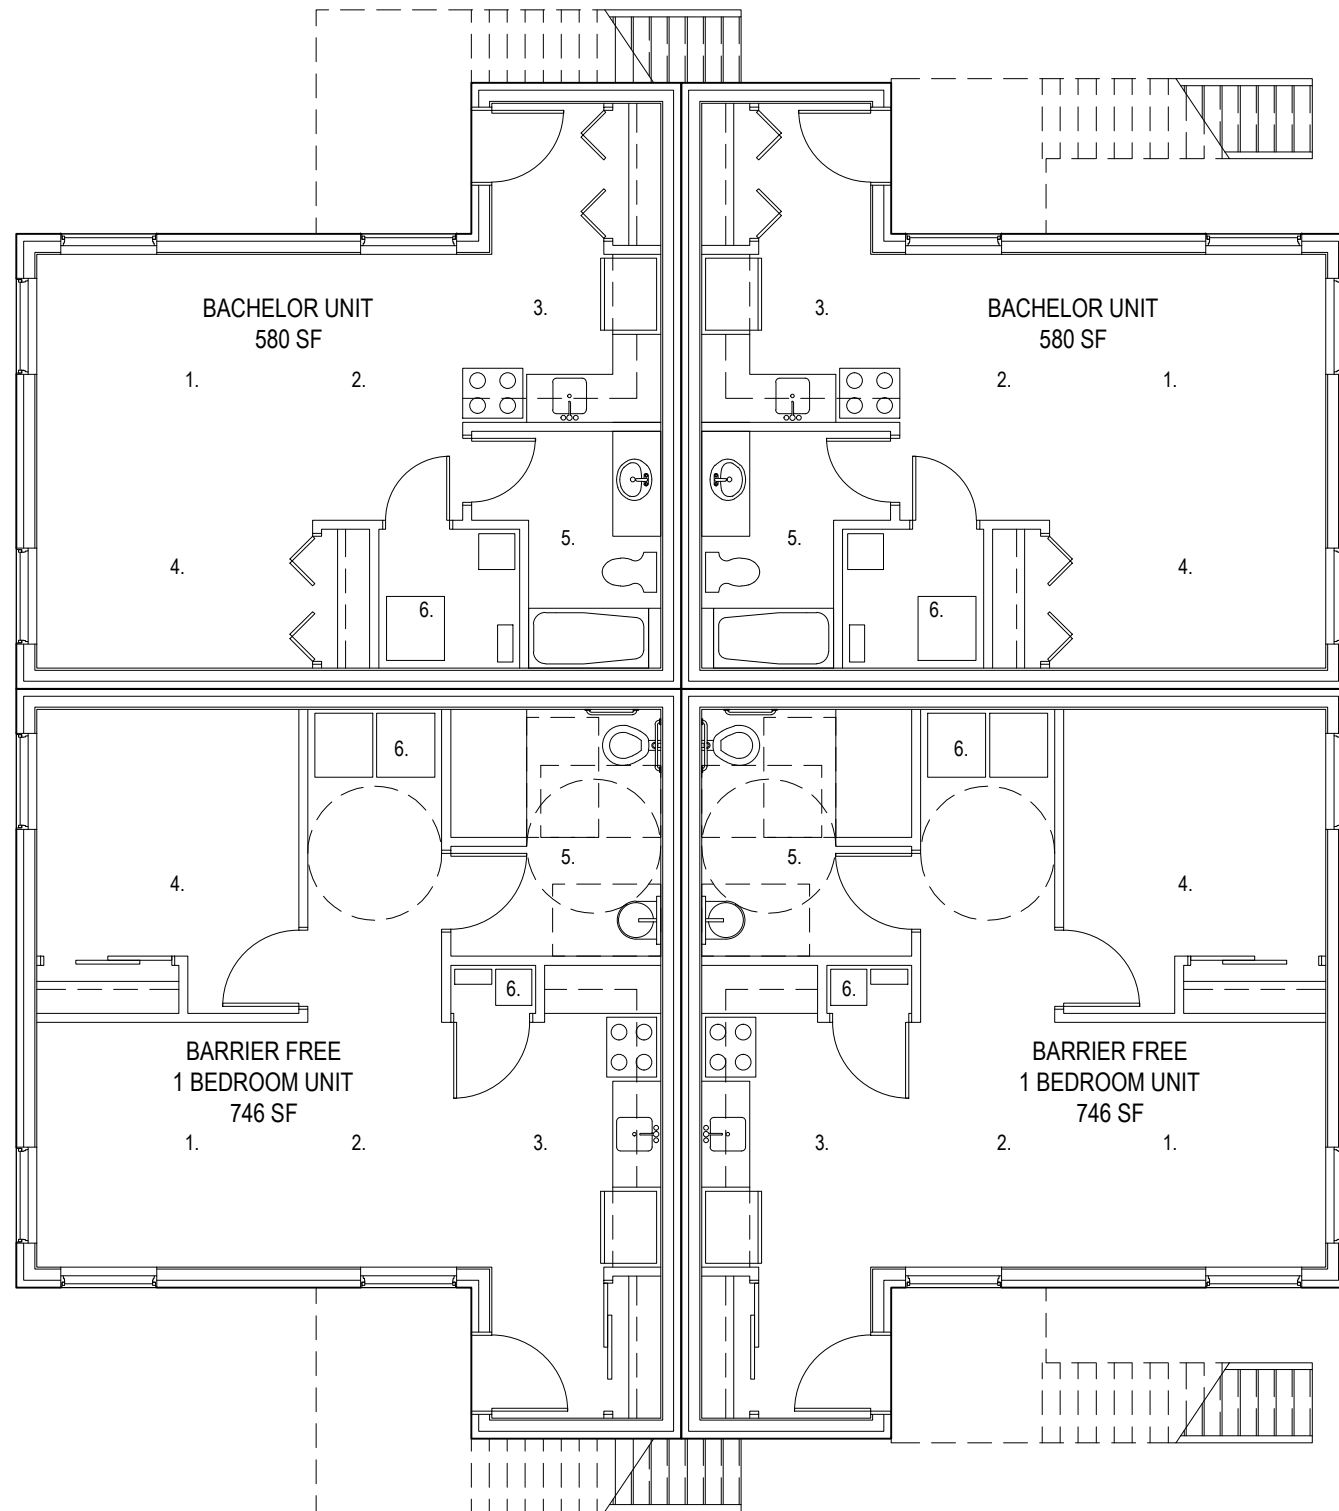 BACHELOR UNIT
580 SF
1.
2.
3.
4.
5.
6.
BACHELOR UNIT
580 SF
3.
2.
1.
5.
4.
6.
4.
6.
5.
6.
BARRIER FREE
1 BEDROOM UNIT
746 SF
1.
2.
3.
6.
5.
4.
6.
BARRIER FREE
1 BEDROOM UNIT
746 SF
3.
2.
1.